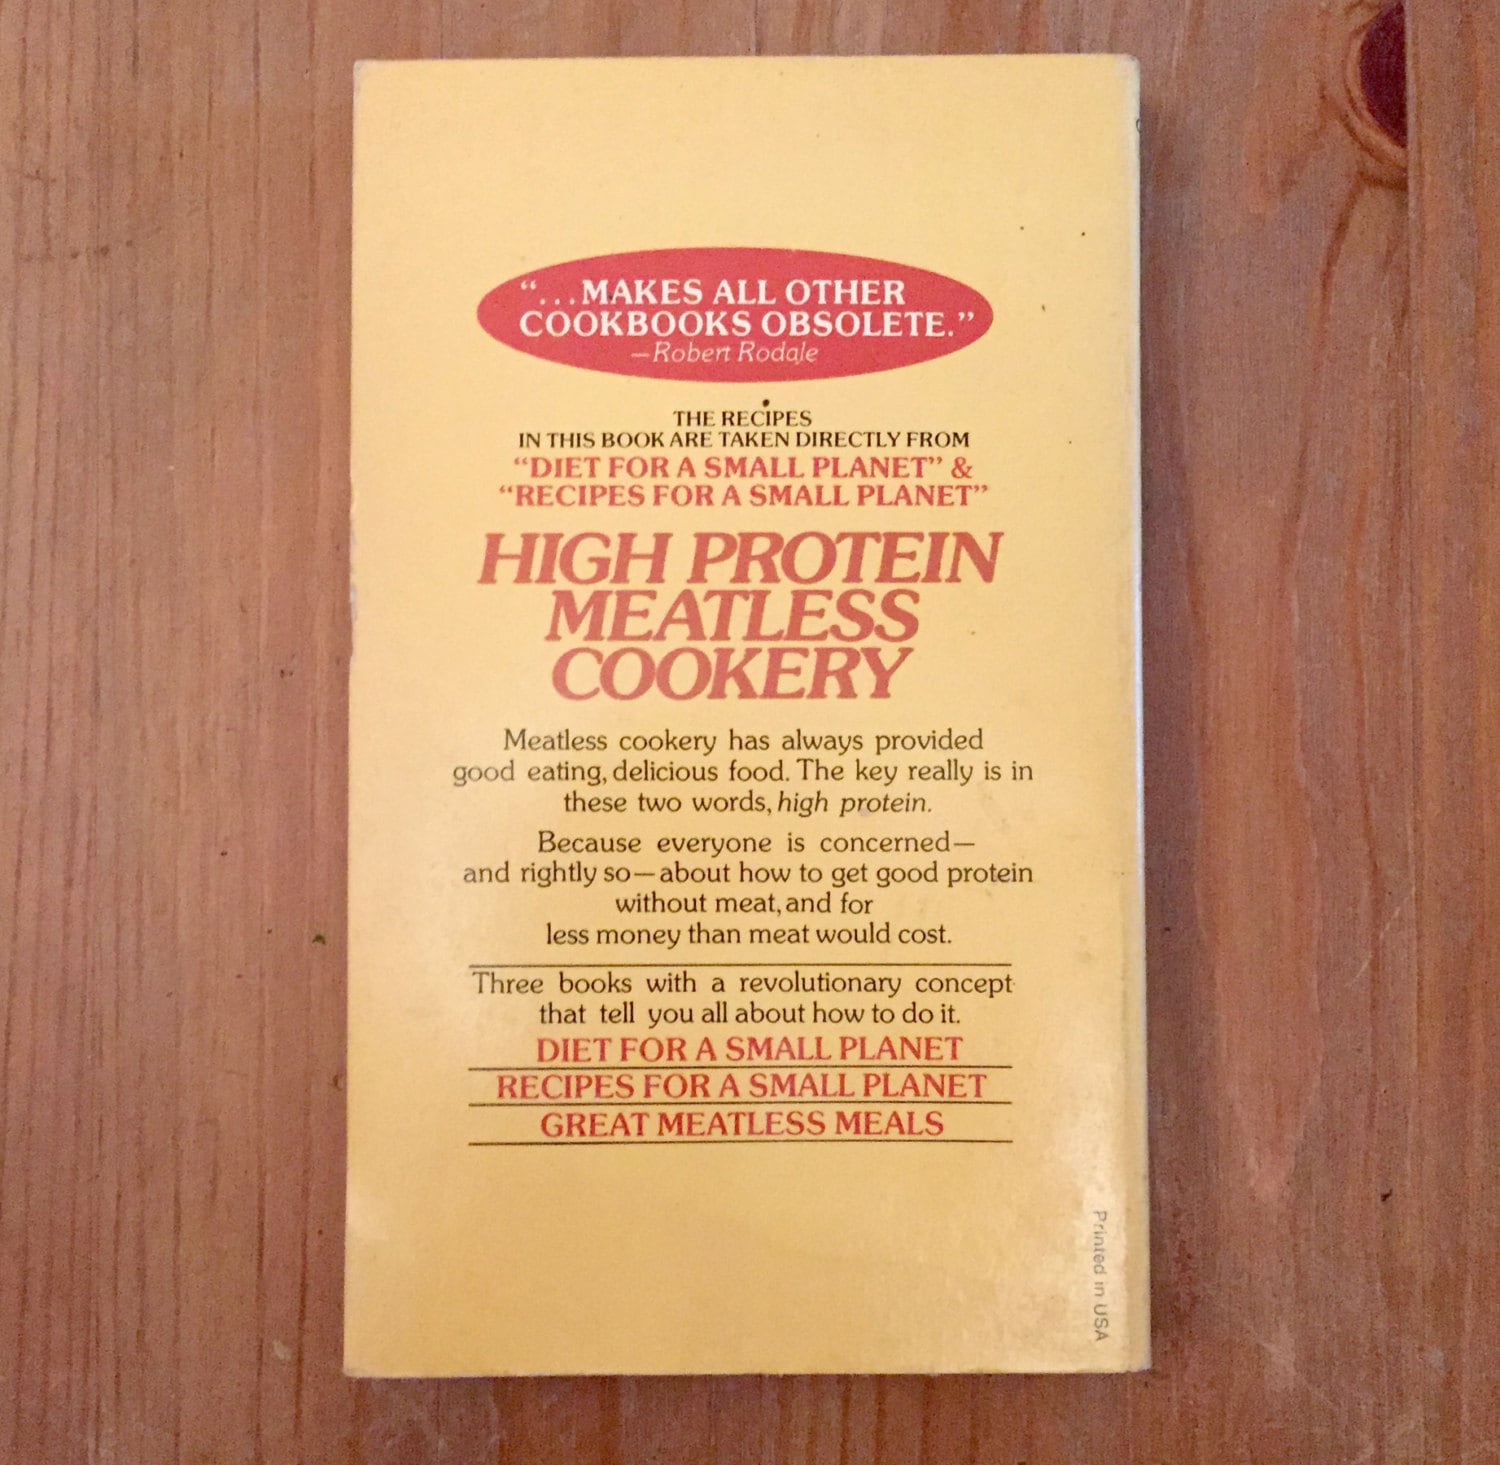 “...MAKES ALL OTHER
COOKBOOKS OBSOLETE.”
—Robert Rodale
THE RECIPES
IN THIS BOOK ARE TAKEN DIRECTLY FROM
“DIET FOR A SMALL PLANET” &
“RECIPES FOR A SMALL PLANET”
HIGH PROTEIN
MEATLESS
COOKERY
Meatless cookery has always provided
good eating, delicious food. The key really is in
these two words, high protein.
Because everyone is concerned—
and rightly so—about how to get good protein
without meat, and for
less money than meat would cost.
Three books with a revolutionary concept
that tell you all about how to do it.
DIET FOR A SMALL PLANET
RECIPES FOR A SMALL PLANET
GREAT MEATLESS MEALS
Printed in USA